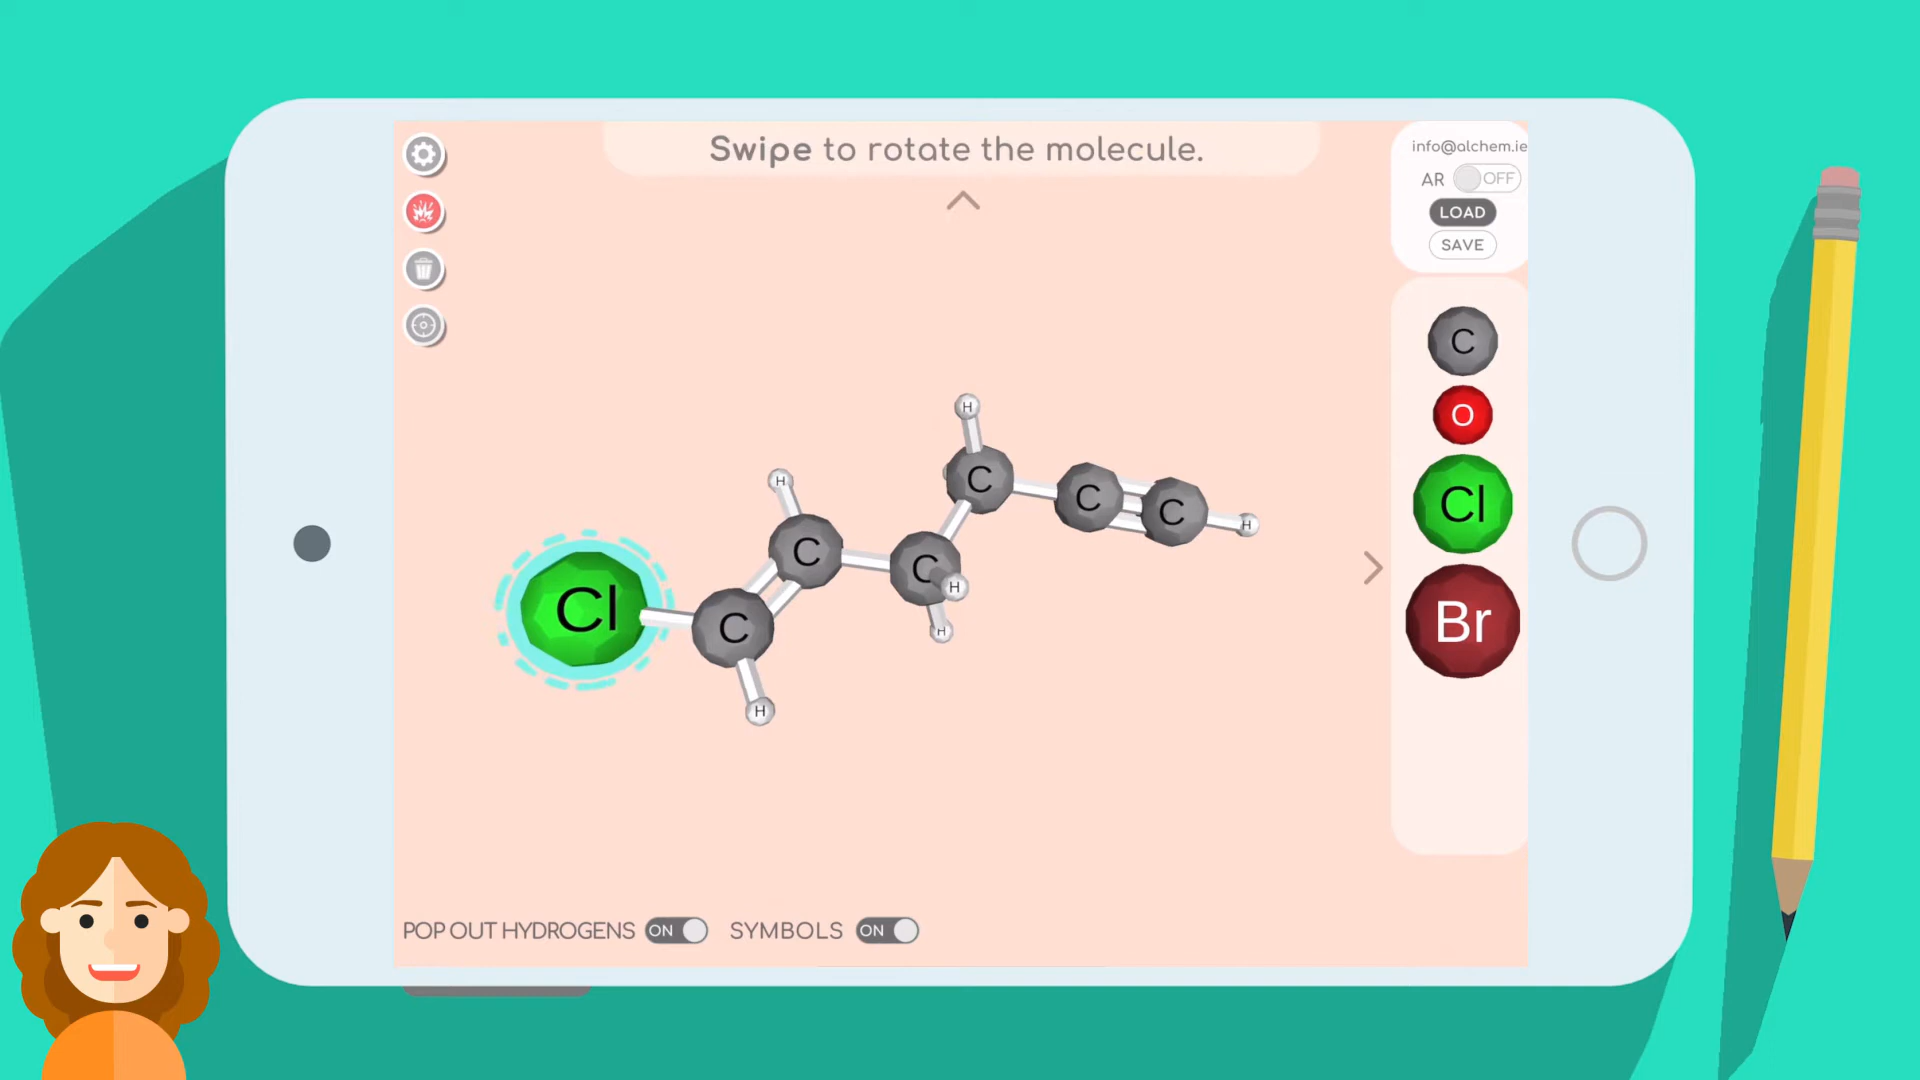 Swipe to rotate the molecule.
info@alchem.ie
AR OFF
LOAD
SAVE
C
O
Cl
Br
H
C
C
C
H
H
C
C
H
H
Cl
C
H
H
POP OUT HYDROGENS ON SYMBOLS ON